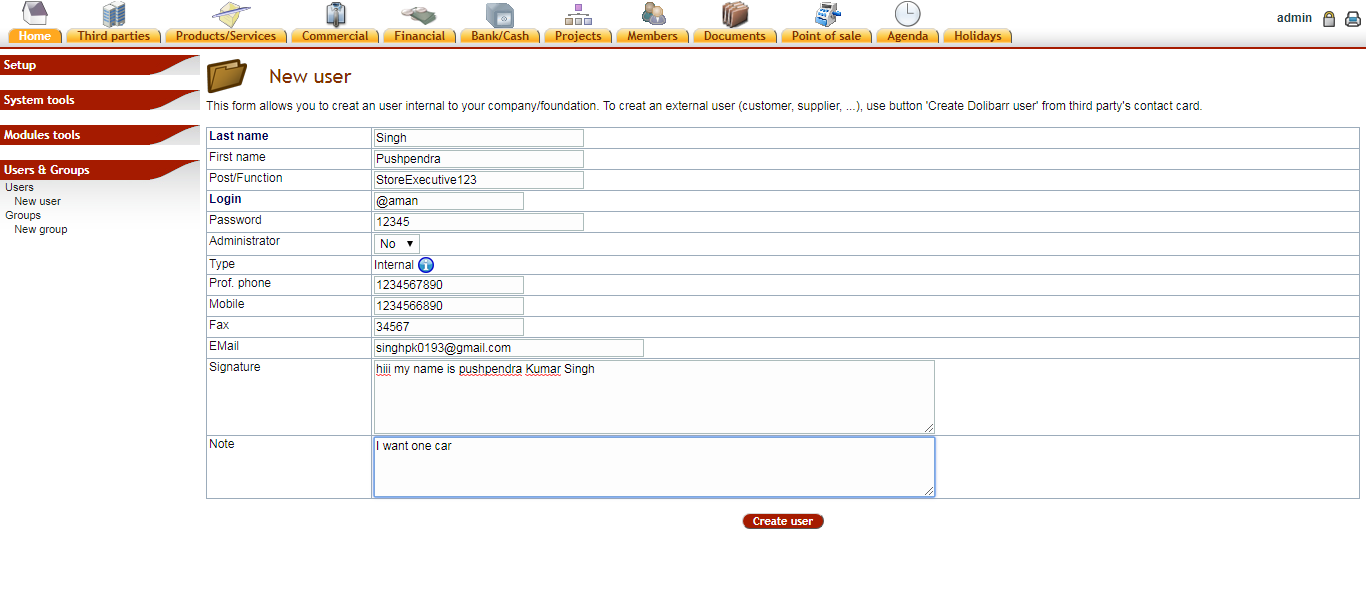 admin
Home Third parties Products/Services Commercial Financial Bank/Cash Projects Members Documents Point of sale Agenda Holidays
Setup
System tools
Modules tools
Users & Groups
Users
New user
Groups
New group
New user
This form allows you to creat an user internal to your company/foundation. To creat an external user (customer, supplier, ...), use button 'Create Dolibarr user' from third party's contact card.
Last name Singh
First name Pushpendra
Post/Function StoreExecutive123
Login @aman
Password 12345
Administrator No
Type Internal
Prof. phone 1234567890
Mobile 1234566890
Fax 34567
EMail singhpk0193@gmail.com
Signature hiii my name is pushpendra Kumar Singh
Note I want one car
Create user